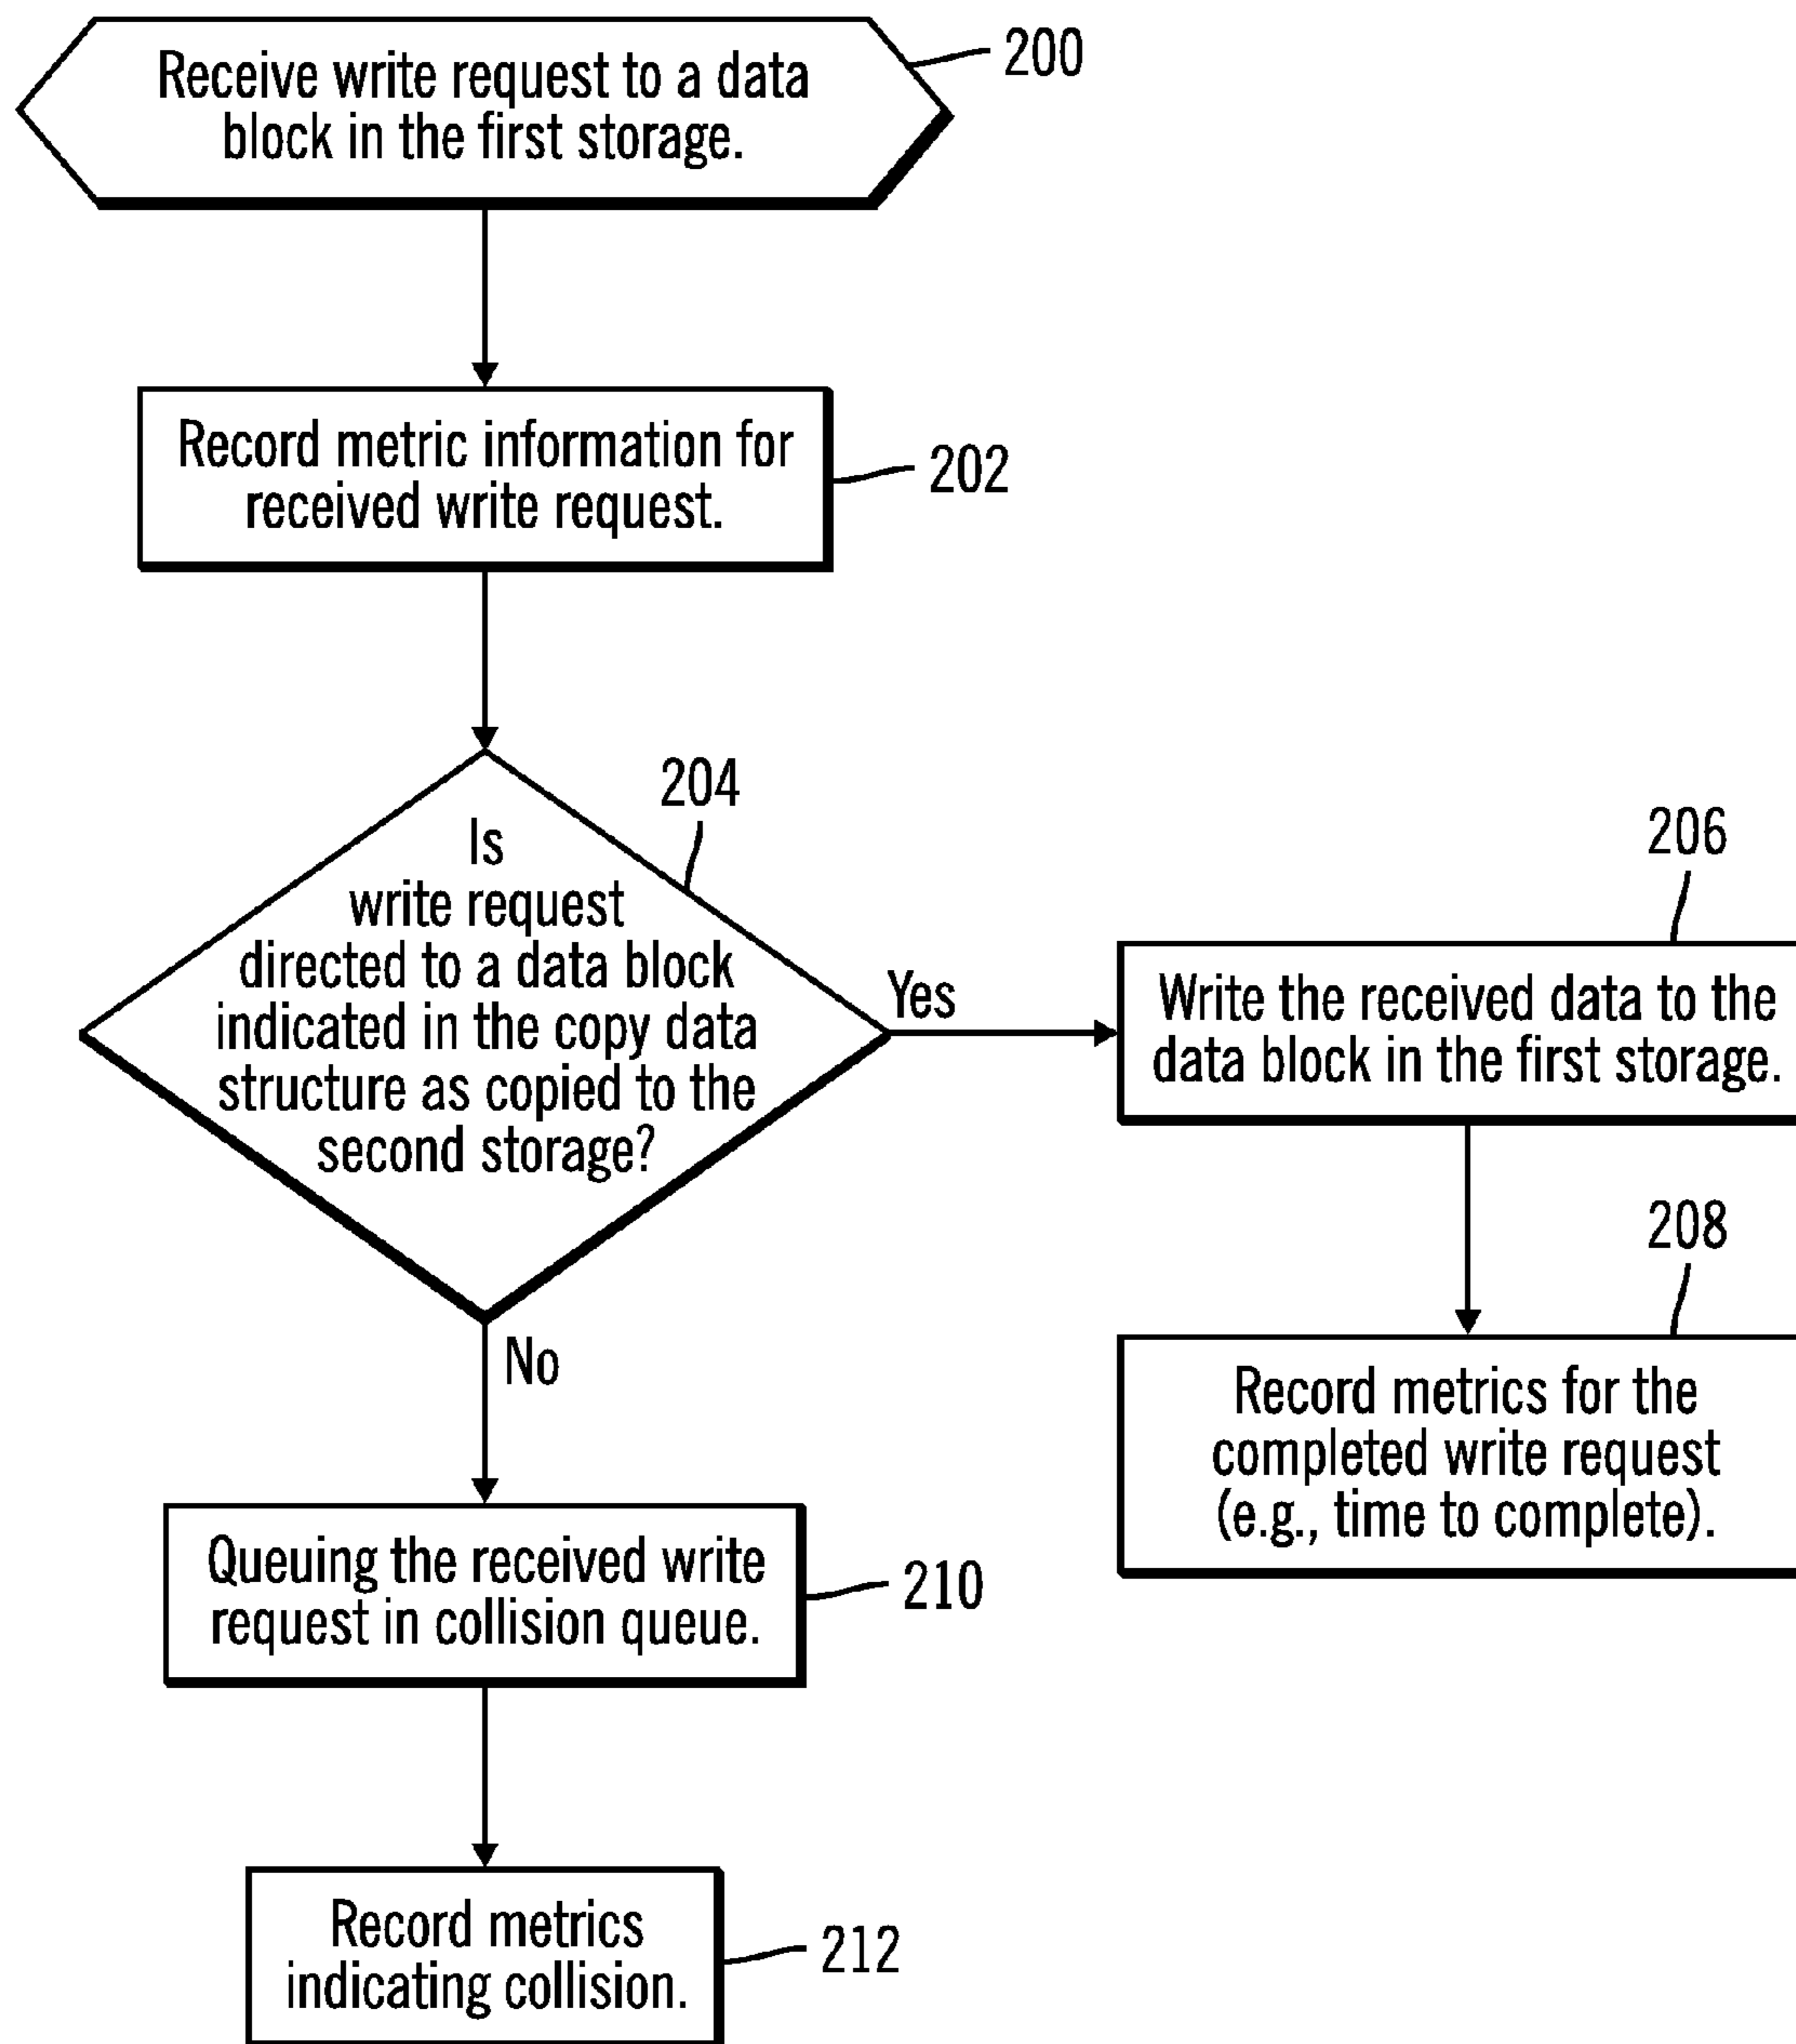 Receive write request to a data
block in the first storage.
200
Record metric information for
received write request.
202
204
Is
write request
directed to a data block
indicated in the copy data
structure as copied to the
second storage?
Yes
206
Write the received data to the
data block in the first storage.
208
Record metrics for the
completed write request
(e.g., time to complete).
No
Queuing the received write
request in collision queue.
210
Record metrics
indicating collision.
212